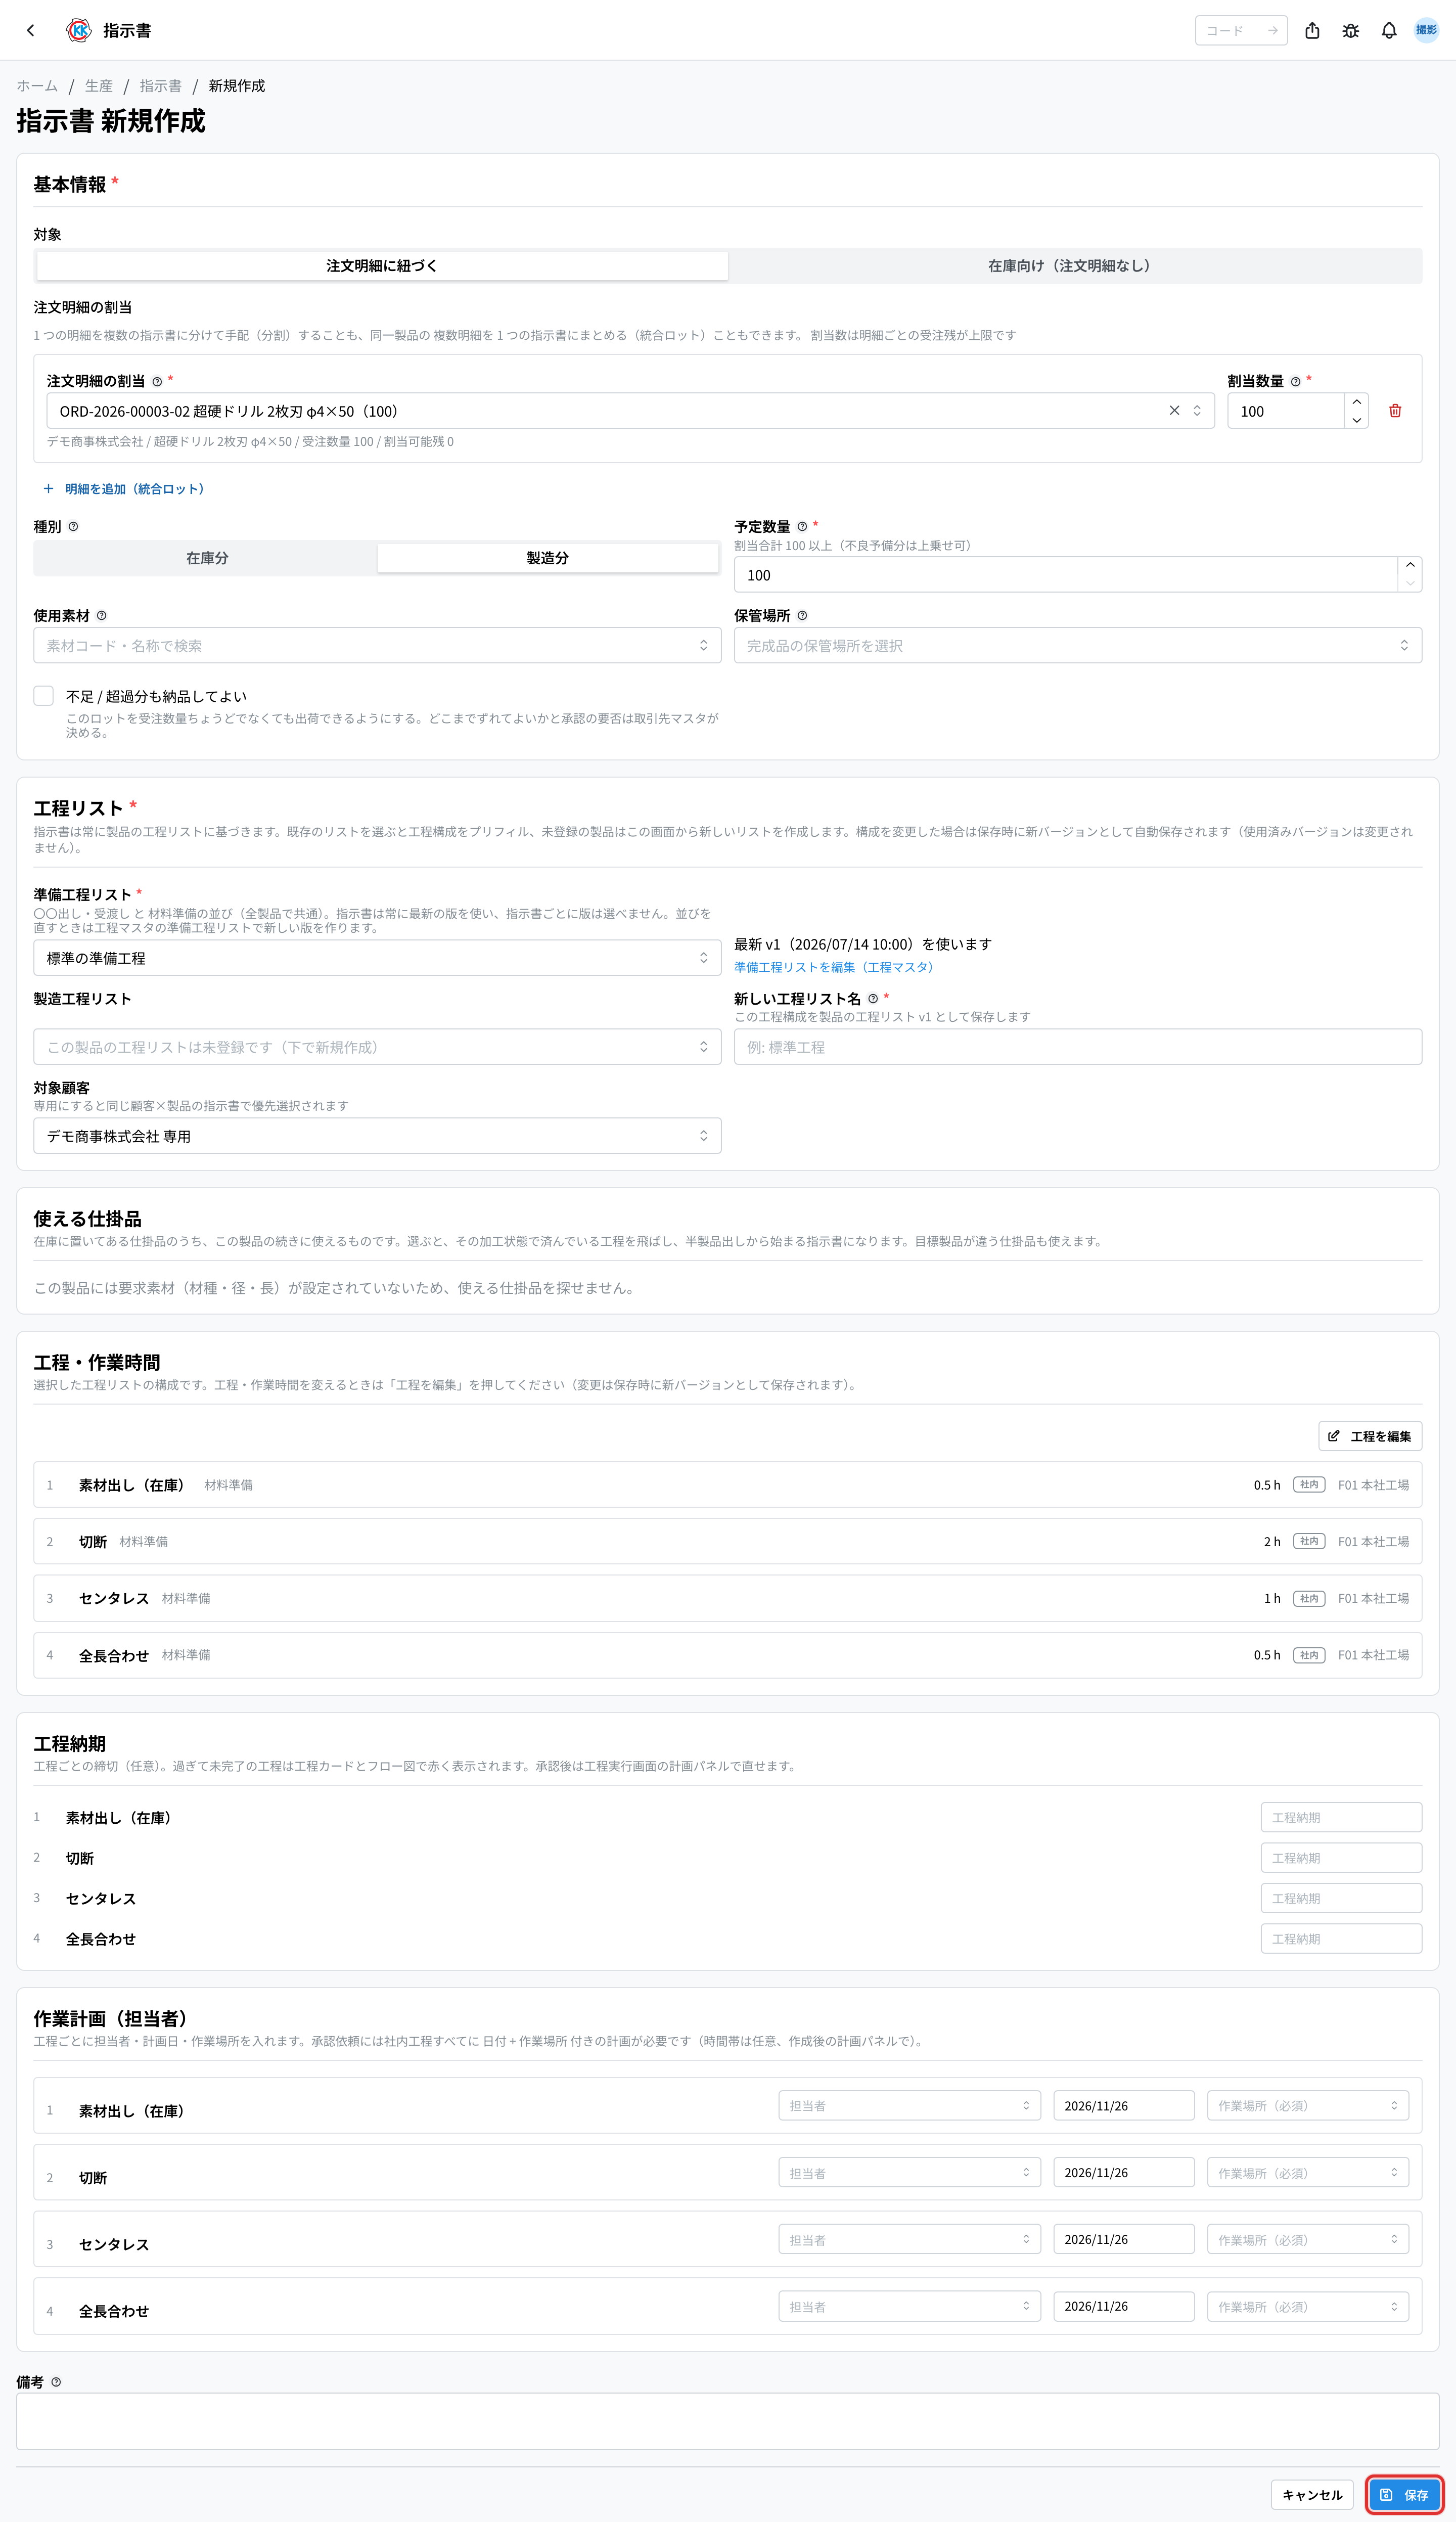 指示書
コード
撮影
ホーム / 生産 / 指示書 / 新規作成
指示書 新規作成
基本情報 *
対象
注文明細に紐づく
在庫向け（注文明細なし）
注文明細の割当
1 つの明細を複数の指示書に分けて手配（分割）することも、同一製品の 複数明細を 1 つの指示書にまとめる（統合ロット）こともできます。 割当数は明細ごとの受注残が上限です
注文明細の割当 *
割当数量 *
ORD-2026-00003-02 超硬ドリル 2枚刃 φ4×50（100）
100
デモ商事株式会社 / 超硬ドリル 2枚刃 φ4×50 / 受注数量 100 / 割当可能残 0
明細を追加（統合ロット）
種別
在庫分
製造分
予定数量 *
割当合計 100 以上（不良予備分は上乗せ可）
100
使用素材
素材コード・名称で検索
保管場所
完成品の保管場所を選択
不足 / 超過分も納品してよい
このロットを受注数量ちょうどでなくても出荷できるようにする。どこまでずれてよいかと承認の要否は取引先マスタが
決める。
工程リスト *
指示書は常に製品の工程リストに基づきます。既存のリストを選ぶと工程構成をプリフィル、未登録の製品はこの画面から新しいリストを作成します。構成を変更した場合は保存時に新バージョンとして自動保存されます（使用済みバージョンは変更され
ません）。
準備工程リスト *
〇〇出し・受渡し と 材料準備の並び（全製品で共通）。指示書は常に最新の版を使い、指示書ごとに版は選べません。並びを
直すときは工程マスタの準備工程リストで新しい版を作ります。
標準の準備工程
最新 v1（2026/07/14 10:00）を使います
準備工程リストを編集（工程マスタ）
製造工程リスト
この製品の工程リストは未登録です（下で新規作成）
新しい工程リスト名 *
この工程構成を製品の工程リスト v1 として保存します
例: 標準工程
対象顧客
専用にすると同じ顧客×製品の指示書で優先選択されます
デモ商事株式会社 専用
使える仕掛品
在庫に置いてある仕掛品のうち、この製品の続きに使えるものです。選ぶと、その加工状態で済んでいる工程を飛ばし、半製品出しから始まる指示書になります。目標製品が違う仕掛品も使えます。
この製品には要求素材（材種・径・長）が設定されていないため、使える仕掛品を探せません。
工程・作業時間
選択した工程リストの構成です。工程・作業時間を変えるときは「工程を編集」を押してください（変更は保存時に新バージョンとして保存されます）。
工程を編集
1 素材出し（在庫） 材料準備 0.5 h 社内 F01 本社工場
2 切断 材料準備 2 h 社内 F01 本社工場
3 センタレス 材料準備 1 h 社内 F01 本社工場
4 全長合わせ 材料準備 0.5 h 社内 F01 本社工場
工程納期
工程ごとの締切（任意）。過ぎて未完了の工程は工程カードとフロー図で赤く表示されます。承認後は工程実行画面の計画パネルで直せます。
1 素材出し（在庫） 工程納期
2 切断 工程納期
3 センタレス 工程納期
4 全長合わせ 工程納期
作業計画（担当者）
工程ごとに担当者・計画日・作業場所を入れます。承認依頼には社内工程すべてに 日付 + 作業場所 付きの計画が必要です（時間帯は任意、作成後の計画パネルで）。
1 素材出し（在庫） 担当者 2026/11/26 作業場所（必須）
2 切断 担当者 2026/11/26 作業場所（必須）
3 センタレス 担当者 2026/11/26 作業場所（必須）
4 全長合わせ 担当者 2026/11/26 作業場所（必須）
備考
キャンセル
保存